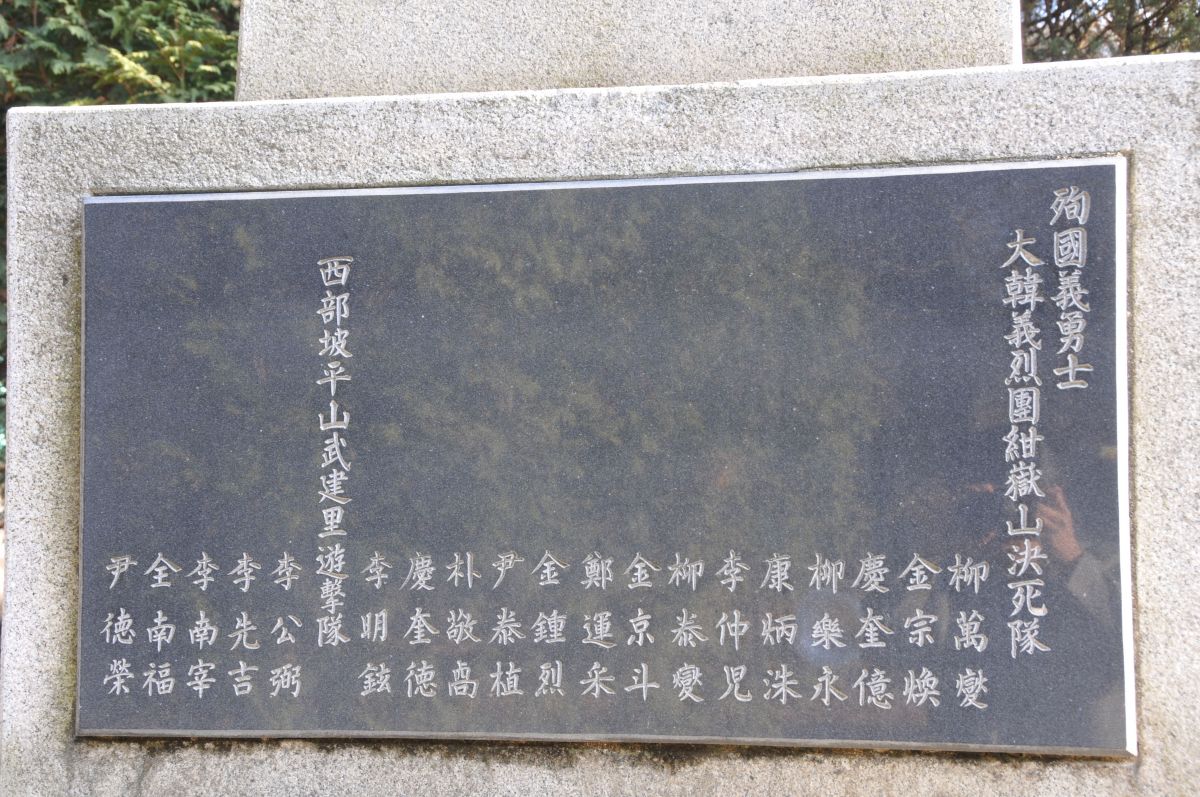 殉國義勇士
大韓義烈團紺嶽山決死隊
柳萬燮
金宗煥
慶奎億
柳樂永
康炳洙
李仲児
柳泰燮
金京斗
鄭運采
金鍾烈
尹泰植
朴敬高
慶奎徳
李明鉉
西部坡平山武建里遊擊隊
李公弼
李先吉
李南宰
全南福
尹徳榮